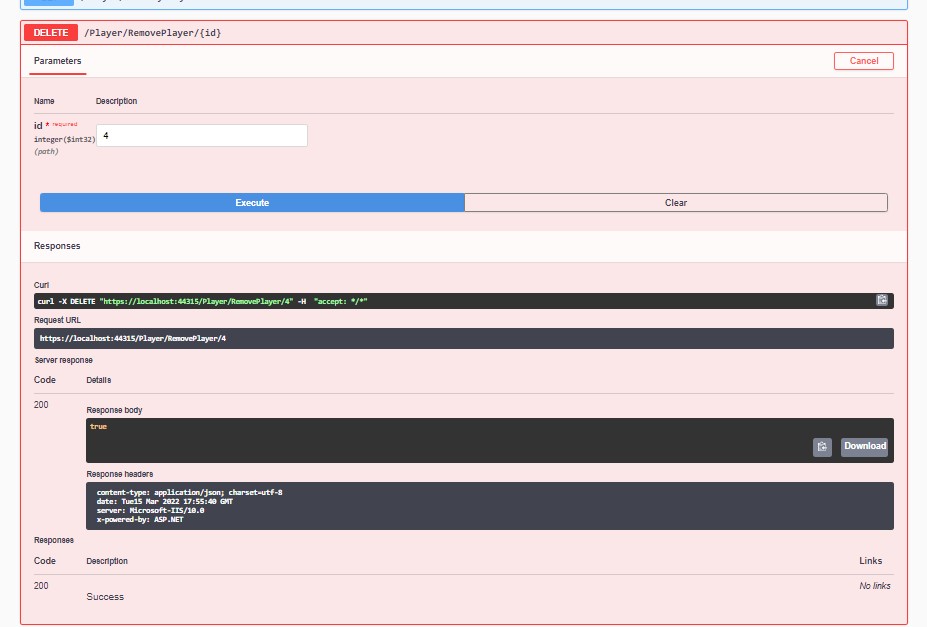 DELETE /Player/RemovePlayer/{id}
Parameters Cancel
Name Description
id * required
integer($int32) 4
(path)
Execute Clear
Responses
Curl
curl -X DELETE "https://localhost:44315/Player/RemovePlayer/4" -H "accept: */*"
Request URL
https://localhost:44315/Player/RemovePlayer/4
Server response
Code Details
200
Response body
true
Download
Response headers
content-type: application/json; charset=utf-8
date: Tue15 Mar 2022 17:55:40 GMT
server: Microsoft-IIS/10.0
x-powered-by: ASP.NET
Responses
Code Description Links
200 No links
Success